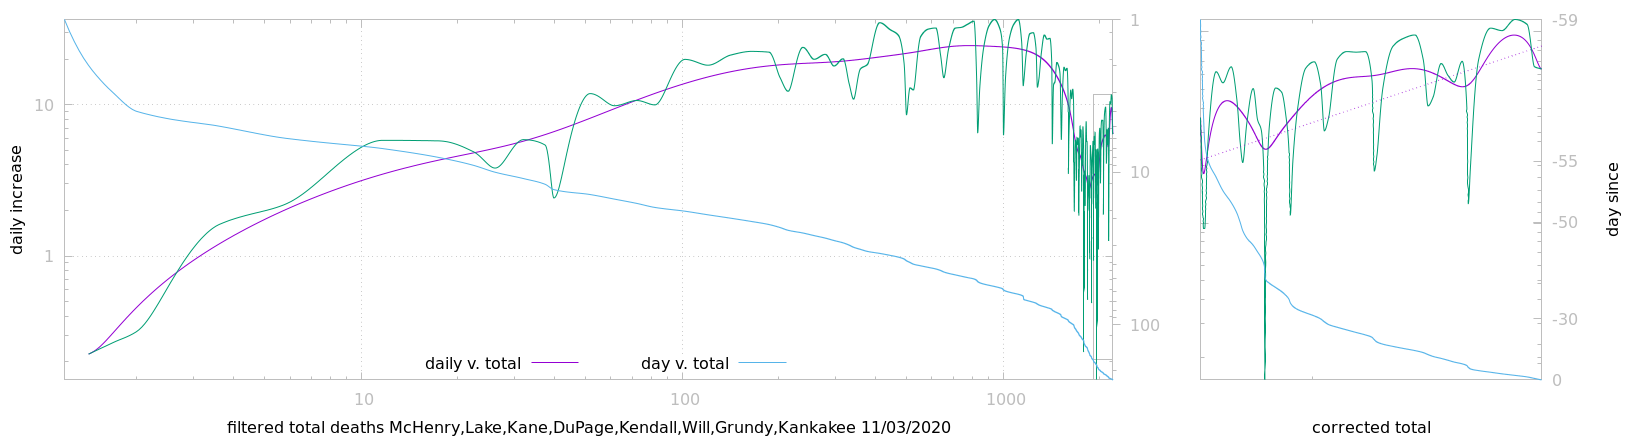 daily increase
10
1
daily v. total
day v. total
10
100
1000
1
10
100
filtered total deaths McHenry,Lake,Kane,DuPage,Kendall,Will,Grundy,Kankakee 11/03/2020
-59
-55
-50
-30
0
day since
corrected total